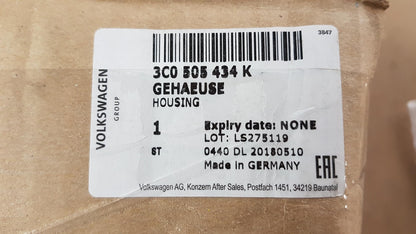 3847
VOLKSWAGEN
GROUP
3C0 505 434 K
GEHAEUSE
HOUSING
1 Expiry date: NONE
LOT: LS275119
ST 0440 DL 20180510
Made in GERMANY
EAC
Volkswagen AG, Konzern After Sales, Postfach 1451, 34219 Baunatal